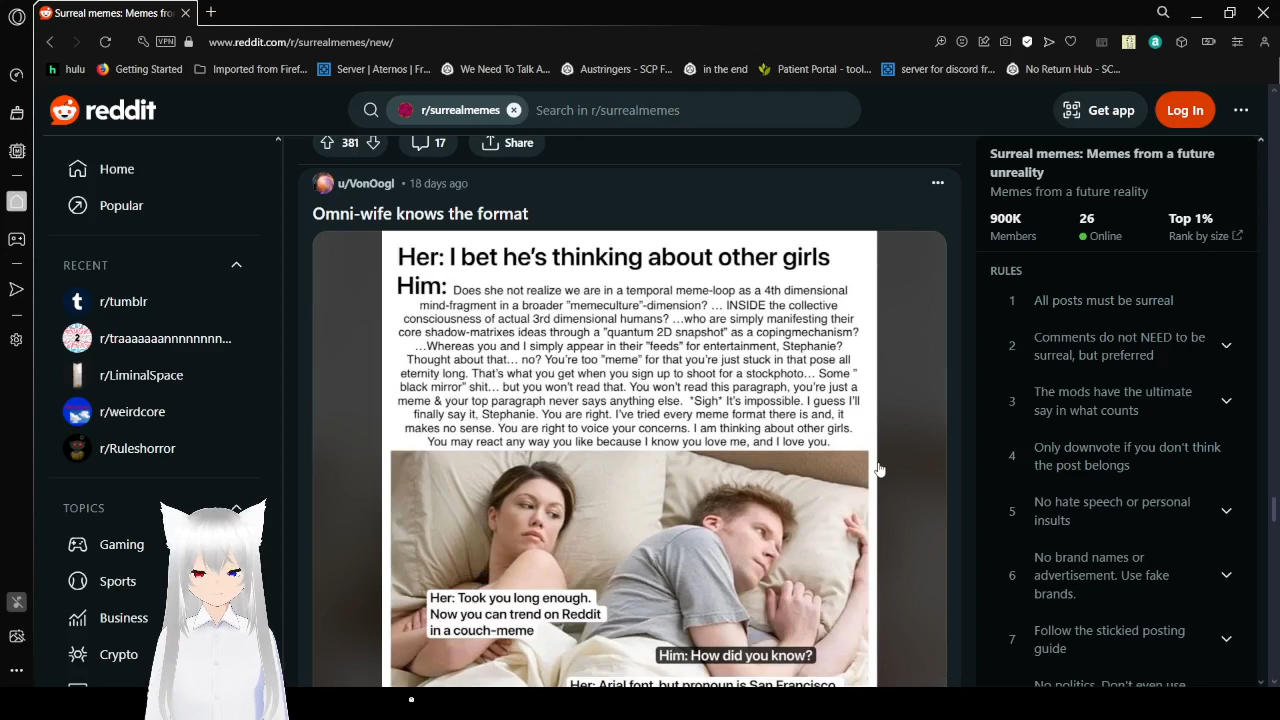 Surreal memes: Memes fro
VPN
www.reddit.com/r/surrealmemes/new/
hulu
Getting Started
Imported from Firef...
Server | Aternos | Fr...
We Need To Talk A...
Austringers - SCP F...
in the end
Patient Portal - tool...
server for discord fr...
No Return Hub - SC...
reddit
r/surrealmemes
Search in r/surrealmemes
Get app
Log In
Home
Popular
RECENT
r/tumblr
r/traaaaaaannnnnnnn...
r/LiminalSpace
r/weirdcore
r/Ruleshorror
TOPICS
Gaming
Sports
Business
Crypto
381
17
Share
u/VonOogl • 18 days ago
Omni-wife knows the format
Her: I bet he's thinking about other girls
Him: Does she not realize we are in a temporal meme-loop as a 4th dimensional
mind-fragment in a broader "memeculture"-dimension? ... INSIDE the collective
consciousness of actual 3rd dimensional humans? ...who are simply manifesting their
core shadow-matrixes ideas through a "quantum 2D snapshot" as a copingmechanism?
...Whereas you and I simply appear in their "feeds" for entertainment, Stephanie?
Thought about that... no? You're too "meme" for that you're just stuck in that pose all
eternity long. That's what you get when you sign up to shoot for a stockphoto... Some "
black mirror" shit... but you won't read that. You won't read this paragraph, you're just a
meme & your top paragraph never says anything else. *Sigh* It's impossible. I guess I'll
finally say it, Stephanie. You are right. I've tried every meme format there is and, it
makes no sense. You are right to voice your concerns. I am thinking about other girls.
You may react any way you like because I know you love me, and I love you.
Her: Took you long enough.
Now you can trend on Reddit
in a couch-meme
Him: How did you know?
Her: Arial font, but pronoun is San Francisco
Surreal memes: Memes from a future
unreality
Memes from a future reality
900K
Members
26
Online
Top 1%
Rank by size
RULES
1 All posts must be surreal
2 Comments do not NEED to be
surreal, but preferred
3 The mods have the ultimate
say in what counts
4 Only downvote if you don't think
the post belongs
5 No hate speech or personal
insults
6 No brand names or
advertisement. Use fake
brands.
7 Follow the stickied posting
guide
No politics. Don't even use